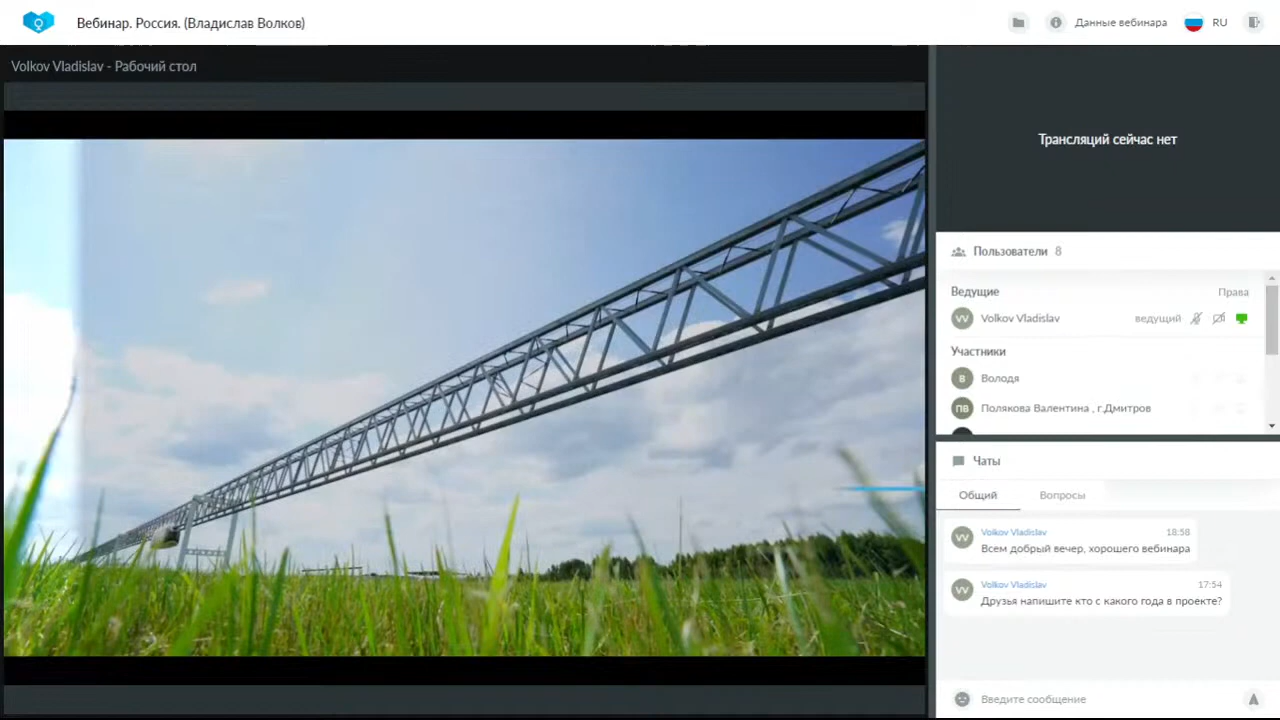 Вебинар. Россия. (Владислав Волков)
Данные вебинара
RU
Volkov Vladislav - Рабочий стол
Трансляций сейчас нет
Пользователи 8
Ведущие
Права
VV
Volkov Vladislav
ведущий
Участники
В
Володя
ПВ
Полякова Валентина , г.Дмитров
Чаты
Общий
Вопросы
VV
Volkov Vladislav
18:58
Всем добрый вечер, хорошего вебинара
VV
Volkov Vladislav
17:54
Друзья напишите кто с какого года в проекте?
Введите сообщение